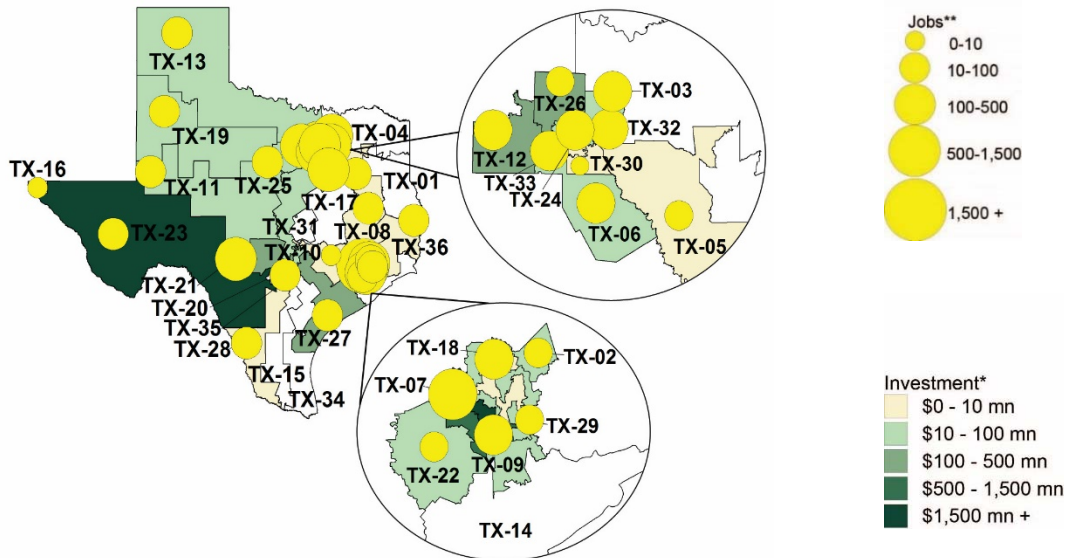 TX-13
TX-19
TX-04
TX-16
TX-11
TX-25
TX-01
TX-17
TX-31
TX-08
TX-23
TX-10
TX-36
TX-21
TX-20
TX-35
TX-28
TX-27
TX-15
TX-34
TX-03
TX-26
TX-32
TX-12
TX-30
TX-33
TX-24
TX-06
TX-05
TX-18
TX-02
TX-07
TX-29
TX-22
TX-09
TX-14
Jobs**
0-10
10-100
100-500
500-1,500
1,500 +
Investment*
$0 - 10 mn
$10 - 100 mn
$100 - 500 mn
$500 - 1,500 mn
$1,500 mn +